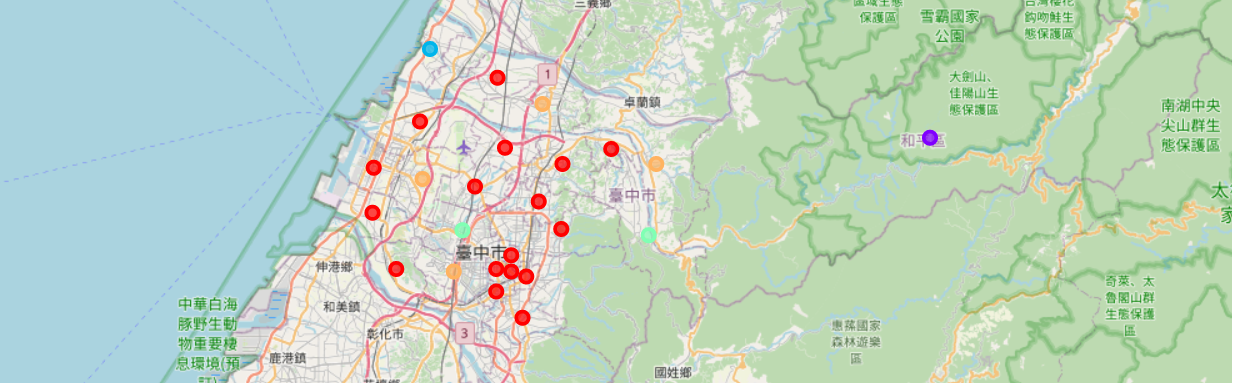 三義鄉
區域生態
保護區
雪霸國家
公園
台灣櫻花
鉤吻鮭生
態保護區
1
卓蘭鎮
大劍山、
佳陽山生
態保護區
南湖中央
尖山群生
態保護區
和平區
臺中市
太
臺中市
伸港鄉
和美鎮
中華白海
豚野生動
物重要棲
息環境(預
訂)
彰化市
3
鹿港鎮
惠蓀國家
森林遊樂
區
奇萊、太
魯閣山群
生態保護
區
國姓鄉